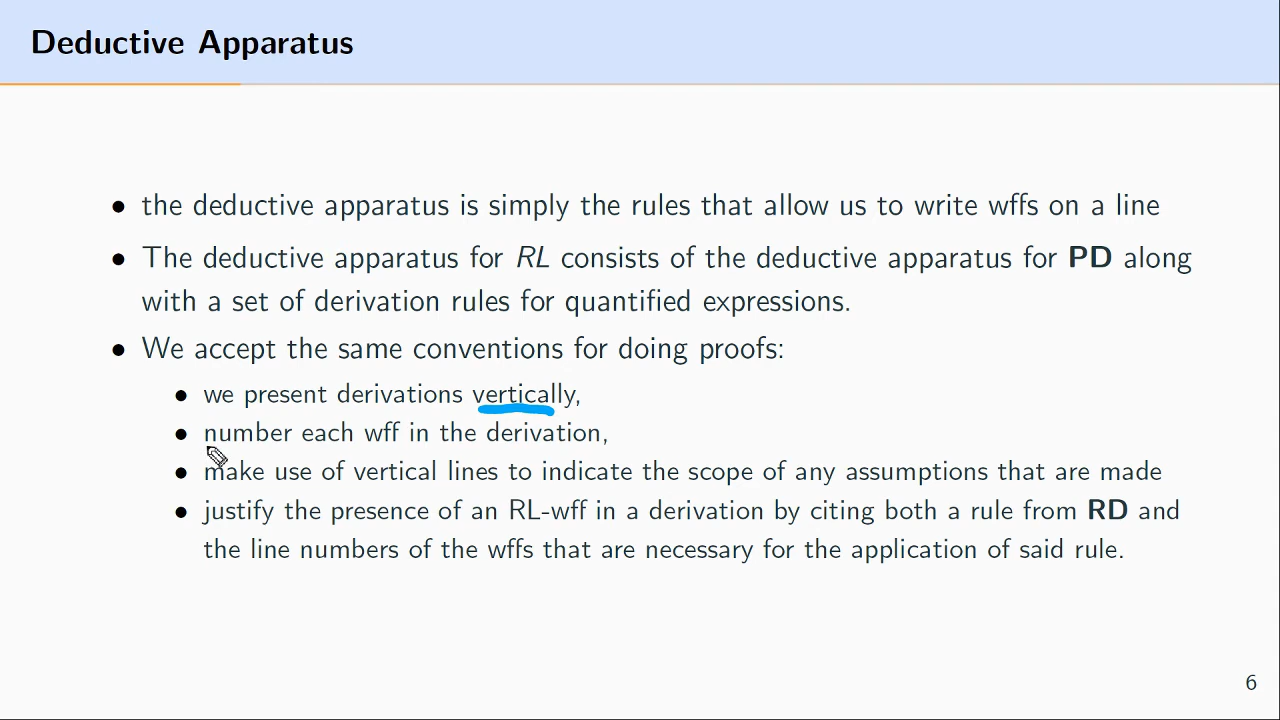 Deductive Apparatus
• the deductive apparatus is simply the rules that allow us to write wffs on a line
• The deductive apparatus for RL consists of the deductive apparatus for PD along
with a set of derivation rules for quantified expressions.
• We accept the same conventions for doing proofs:
• we present derivations vertically,
• number each wff in the derivation,
• make use of vertical lines to indicate the scope of any assumptions that are made
• justify the presence of an RL-wff in a derivation by citing both a rule from RD and
the line numbers of the wffs that are necessary for the application of said rule.
6